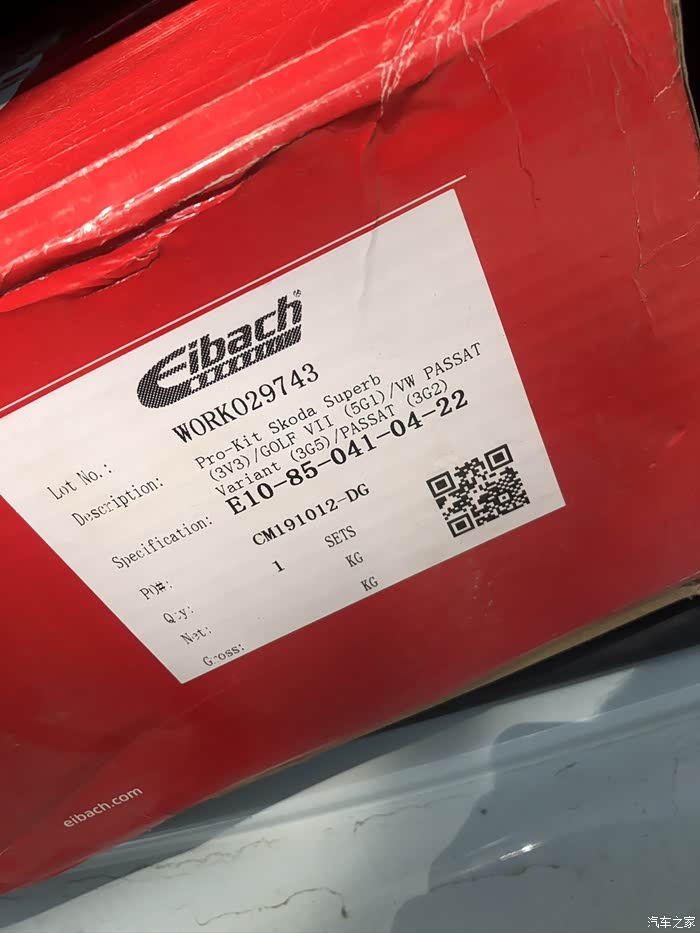 Eibach®
Lot No.: WORK029743
Description: Pro-Kit Skoda Superb
(3V3)/GOLF VII (5G1)/VW PASSAT
Variant (3G5)/PASSAT (3G2)
Specification: E10-85-041-04-22
PO#: CM191012-DG
Qty: 1 SETS
Net: KG
Gross: KG
eibach.com
汽车之家